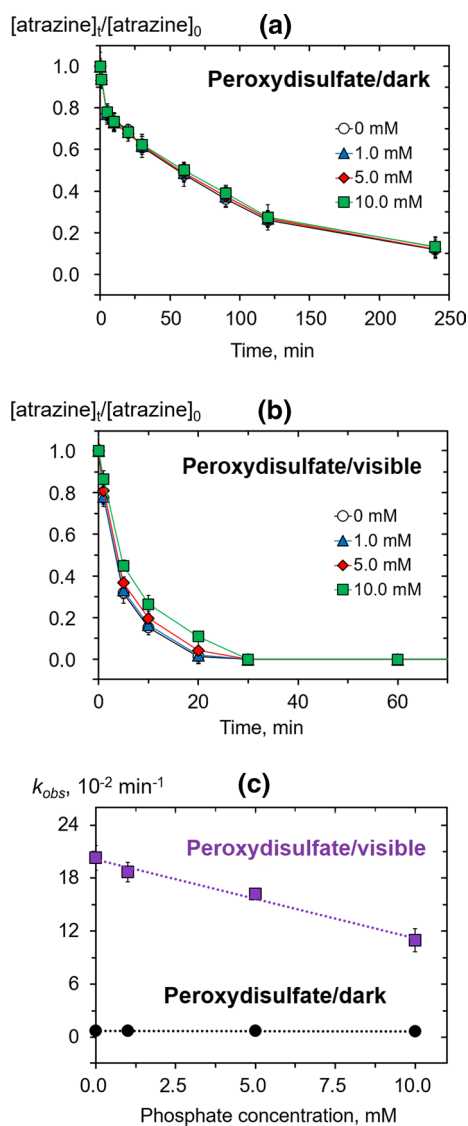 [atrazine]t/[atrazine]0 (a)
Peroxydisulfate/dark
0 mM
1.0 mM
5.0 mM
10.0 mM
1.0
0.8
0.6
0.4
0.2
0.0
0 50 100 150 200 250
Time, min
[atrazine]t/[atrazine]0 (b)
Peroxydisulfate/visible
0 mM
1.0 mM
5.0 mM
10.0 mM
1.0
0.8
0.6
0.4
0.2
0.0
0 20 40 60
Time, min
kobs, 10-2 min-1 (c)
Peroxydisulfate/visible
Peroxydisulfate/dark
24
18
12
6
0
0.0 2.5 5.0 7.5 10.0
Phosphate concentration, mM